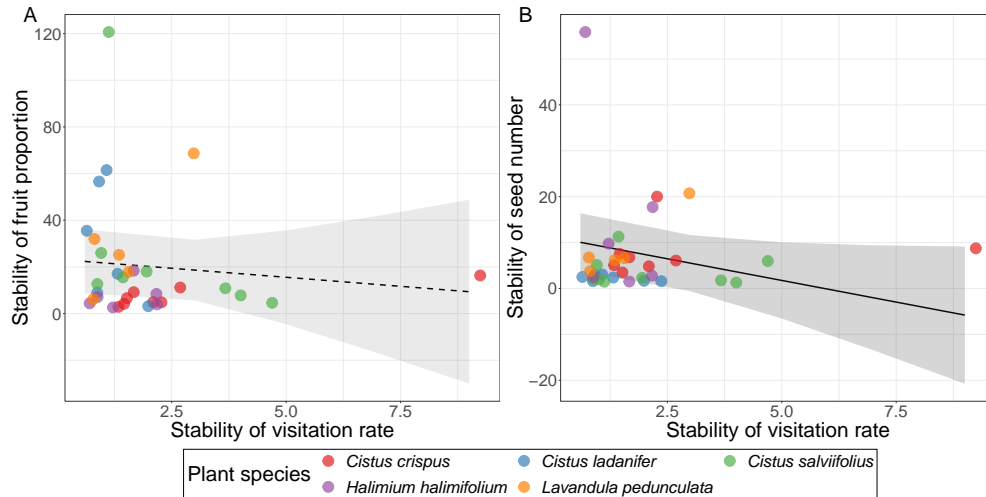 A
B
Stability of fruit proportion
120
80
40
0
2.5
5.0
7.5
Stability of visitation rate
Stability of seed number
40
20
0
−20
2.5
5.0
7.5
Stability of visitation rate
Plant species
Cistus crispus
Cistus ladanifer
Cistus salviifolius
Halimium halimifolium
Lavandula pedunculata